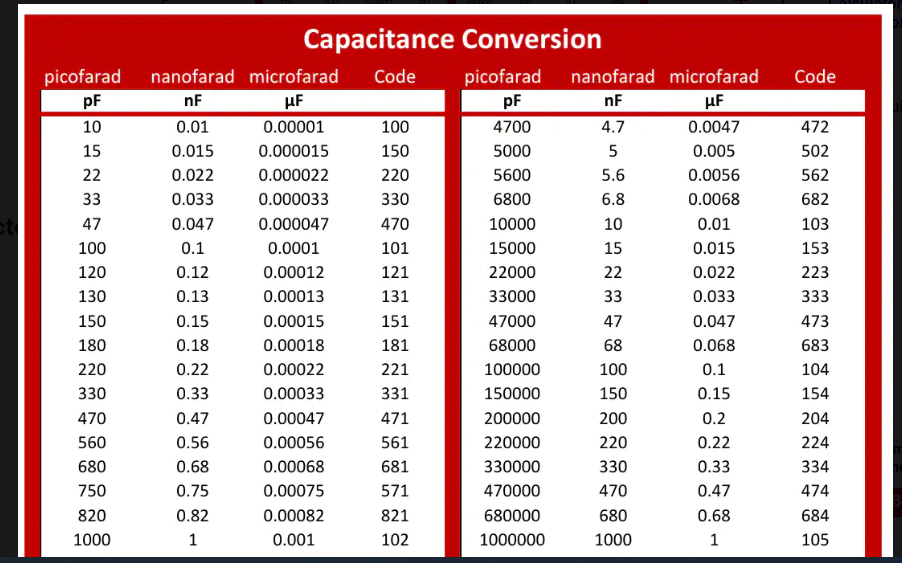 Capacitance Conversion
picofarad nanofarad microfarad Code picofarad nanofarad microfarad Code
pF nF µF pF nF µF
10 0.01 0.00001 100 4700 4.7 0.0047 472
15 0.015 0.000015 150 5000 5 0.005 502
22 0.022 0.000022 220 5600 5.6 0.0056 562
33 0.033 0.000033 330 6800 6.8 0.0068 682
47 0.047 0.000047 470 10000 10 0.01 103
100 0.1 0.0001 101 15000 15 0.015 153
120 0.12 0.00012 121 22000 22 0.022 223
130 0.13 0.00013 131 33000 33 0.033 333
150 0.15 0.00015 151 47000 47 0.047 473
180 0.18 0.00018 181 68000 68 0.068 683
220 0.22 0.00022 221 100000 100 0.1 104
330 0.33 0.00033 331 150000 150 0.15 154
470 0.47 0.00047 471 200000 200 0.2 204
560 0.56 0.00056 561 220000 220 0.22 224
680 0.68 0.00068 681 330000 330 0.33 334
750 0.75 0.00075 571 470000 470 0.47 474
820 0.82 0.00082 821 680000 680 0.68 684
1000 1 0.001 102 1000000 1000 1 105